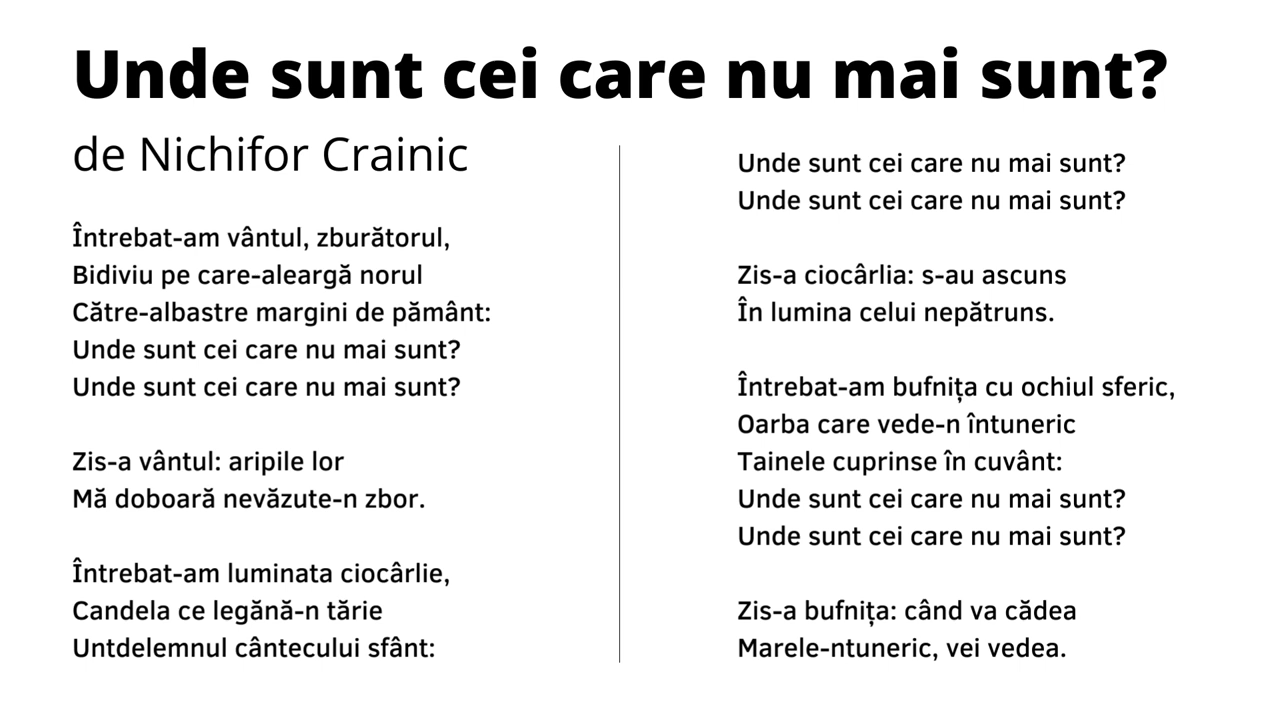 Unde sunt cei care nu mai sunt?
de Nichifor Crainic
Întrebat-am vântul, zburătorul,
Bidiviu pe care-aleargă norul
Către-albastre margini de pământ:
Unde sunt cei care nu mai sunt?
Unde sunt cei care nu mai sunt?
Zis-a vântul: aripile lor
Mă doboară nevăzute-n zbor.
Întrebat-am luminata ciocârlie,
Candela ce legănă-n tărie
Untdelemnul cântecului sfânt:
Unde sunt cei care nu mai sunt?
Unde sunt cei care nu mai sunt?
Zis-a ciocârlia: s-au ascuns
În lumina celui nepătruns.
Întrebat-am bufnița cu ochiul sferic,
Oarba care vede-n întuneric
Tainele cuprinse în cuvânt:
Unde sunt cei care nu mai sunt?
Unde sunt cei care nu mai sunt?
Zis-a bufnița: când va cădea
Marele-ntuneric, vei vedea.